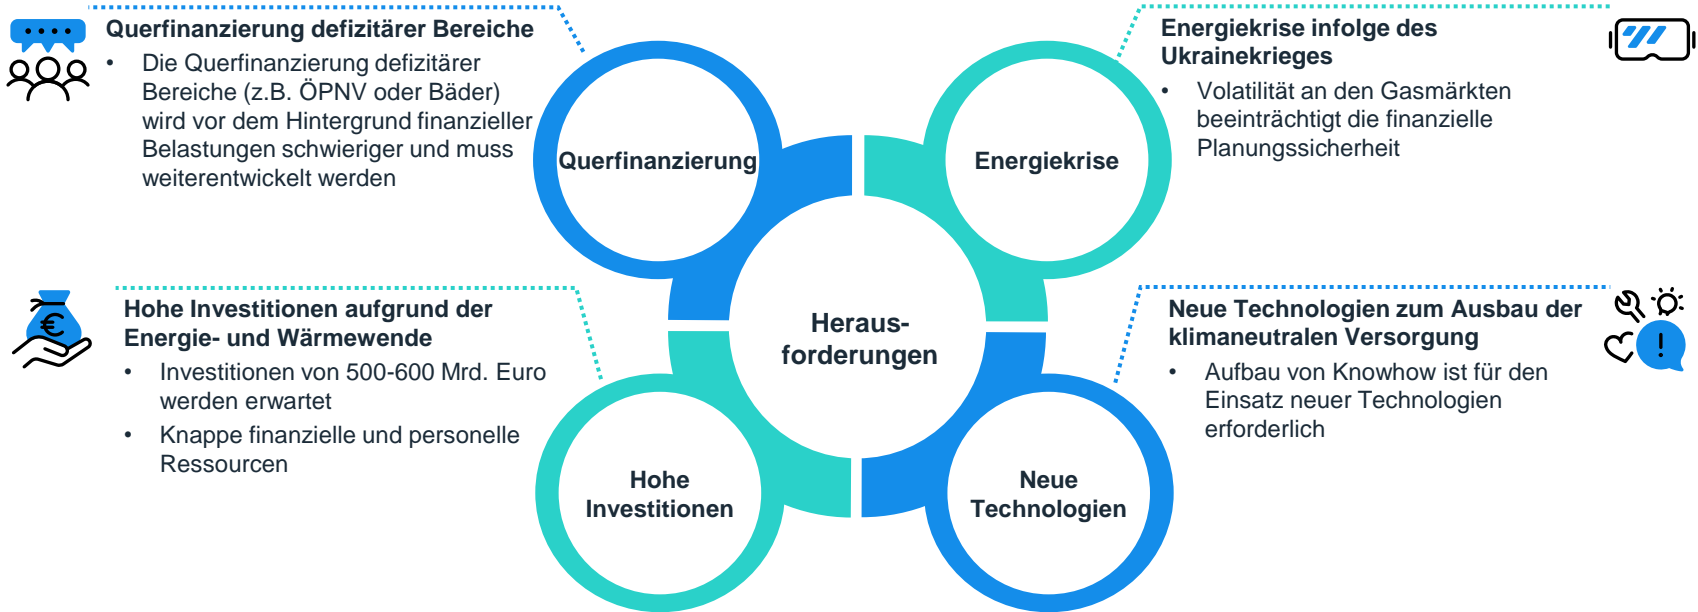 Querfinanzierung defizitärer Bereiche
• Die Querfinanzierung defizitärer
Bereiche (z.B. ÖPNV oder Bäder)
wird vor dem Hintergrund finanzieller
Belastungen schwieriger und muss
weiterentwickelt werden
Querfinanzierung
Energiekrise
Energiekrise infolge des
Ukrainekrieges
• Volatilität an den Gasmärkten
beeinträchtigt die finanzielle
Planungssicherheit
Heraus-
forderungen
€
Hohe Investitionen aufgrund der
Energie- und Wärmewende
• Investitionen von 500-600 Mrd. Euro
werden erwartet
• Knappe finanzielle und personelle
Ressourcen
Hohe
Investitionen
Neue
Technologien
Neue Technologien zum Ausbau der
klimaneutralen Versorgung
• Aufbau von Knowhow ist für den
Einsatz neuer Technologien
erforderlich
!